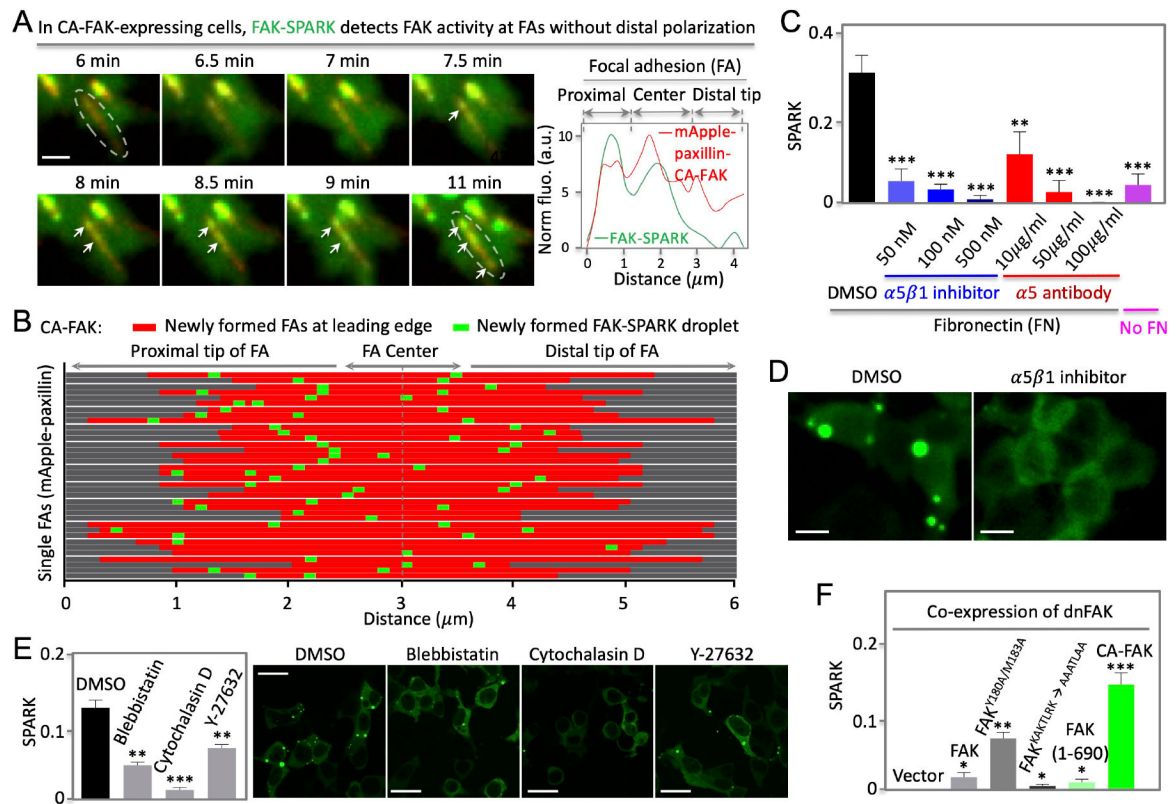 A
In CA-FAK-expressing cells, FAK-SPARK detects FAK activity at FAs without distal polarization
6 min
6.5 min
7 min
7.5 min
8 min
8.5 min
9 min
11 min
Focal adhesion (FA)
Proximal Center Distal tip
Norm fluo. (a.u.)
10
5
0
mApple-
paxillin-
CA-FAK
FAK-SPARK
0 1 2 3 4
Distance (μm)
B
CA-FAK:
Newly formed FAs at leading edge
Newly formed FAK-SPARK droplet
Proximal tip of FA
FA Center
Distal tip of FA
Single FAs (mApple-paxillin)
0 1 2 3 4 5 6
Distance (μm)
C
SPARK
0.4
0.2
0
***
***
***
**
***
***
***
50 nM
100 nM
500 nM
10μg/ml
50μg/ml
100μg/ml
DMSO
α5β1 inhibitor
α5 antibody
Fibronectin (FN)
No FN
D
DMSO
α5β1 inhibitor
E
SPARK
0.2
0.1
0
DMSO
Blebbistatin
Cytochalasin D
Y-27632
**
***
**
DMSO
Blebbistatin
Cytochalasin D
Y-27632
F
Co-expression of dnFAK
SPARK
0.2
0.1
0
Vector
FAK
*
FAK^Y180A/M183A
**
FAK^KAKTLRK → AAATLAA
*
FAK
(1-690)
*
CA-FAK
***